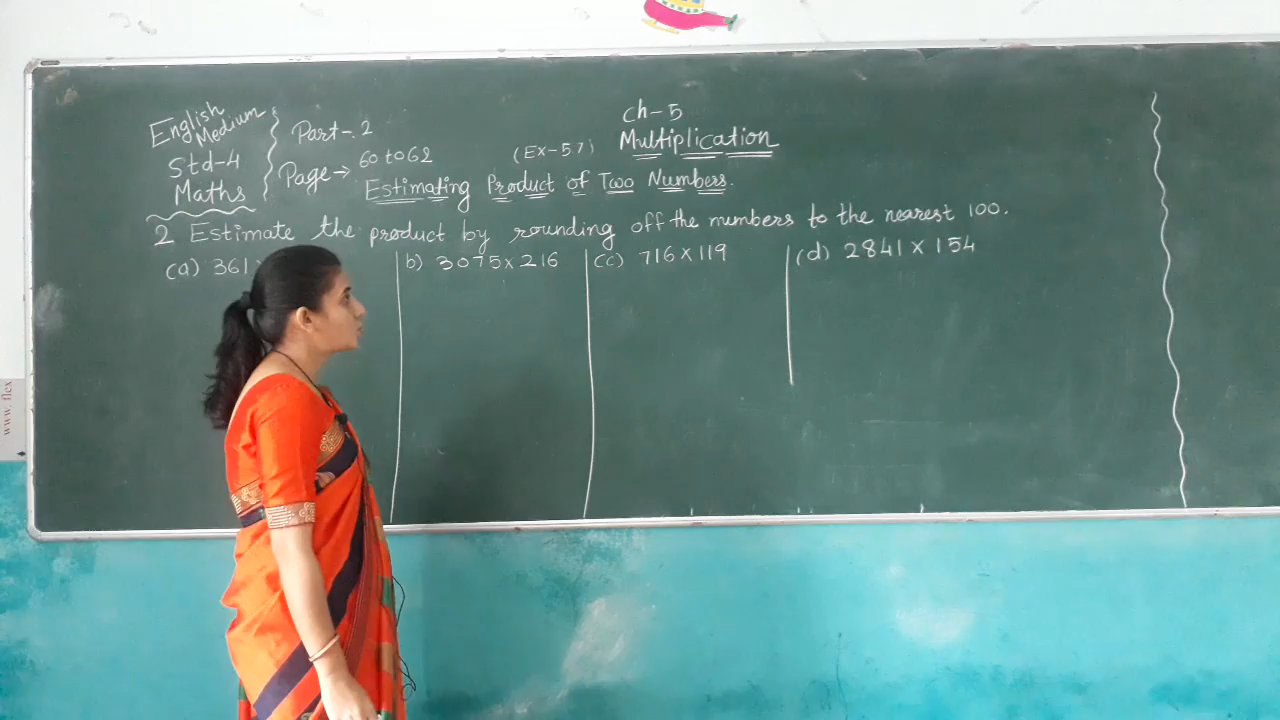 English Medium
Std-4
Maths
Part-. 2
Page→ 60 to 62
Ch-5
(Ex-5.7) Multiplication
Estimating Product of Two Numbers.
2 Estimate the product by rounding off the numbers to the nearest 100.
(a) 361
b) 3075×216
(c) 716×119
(d) 2841×154
www.flex